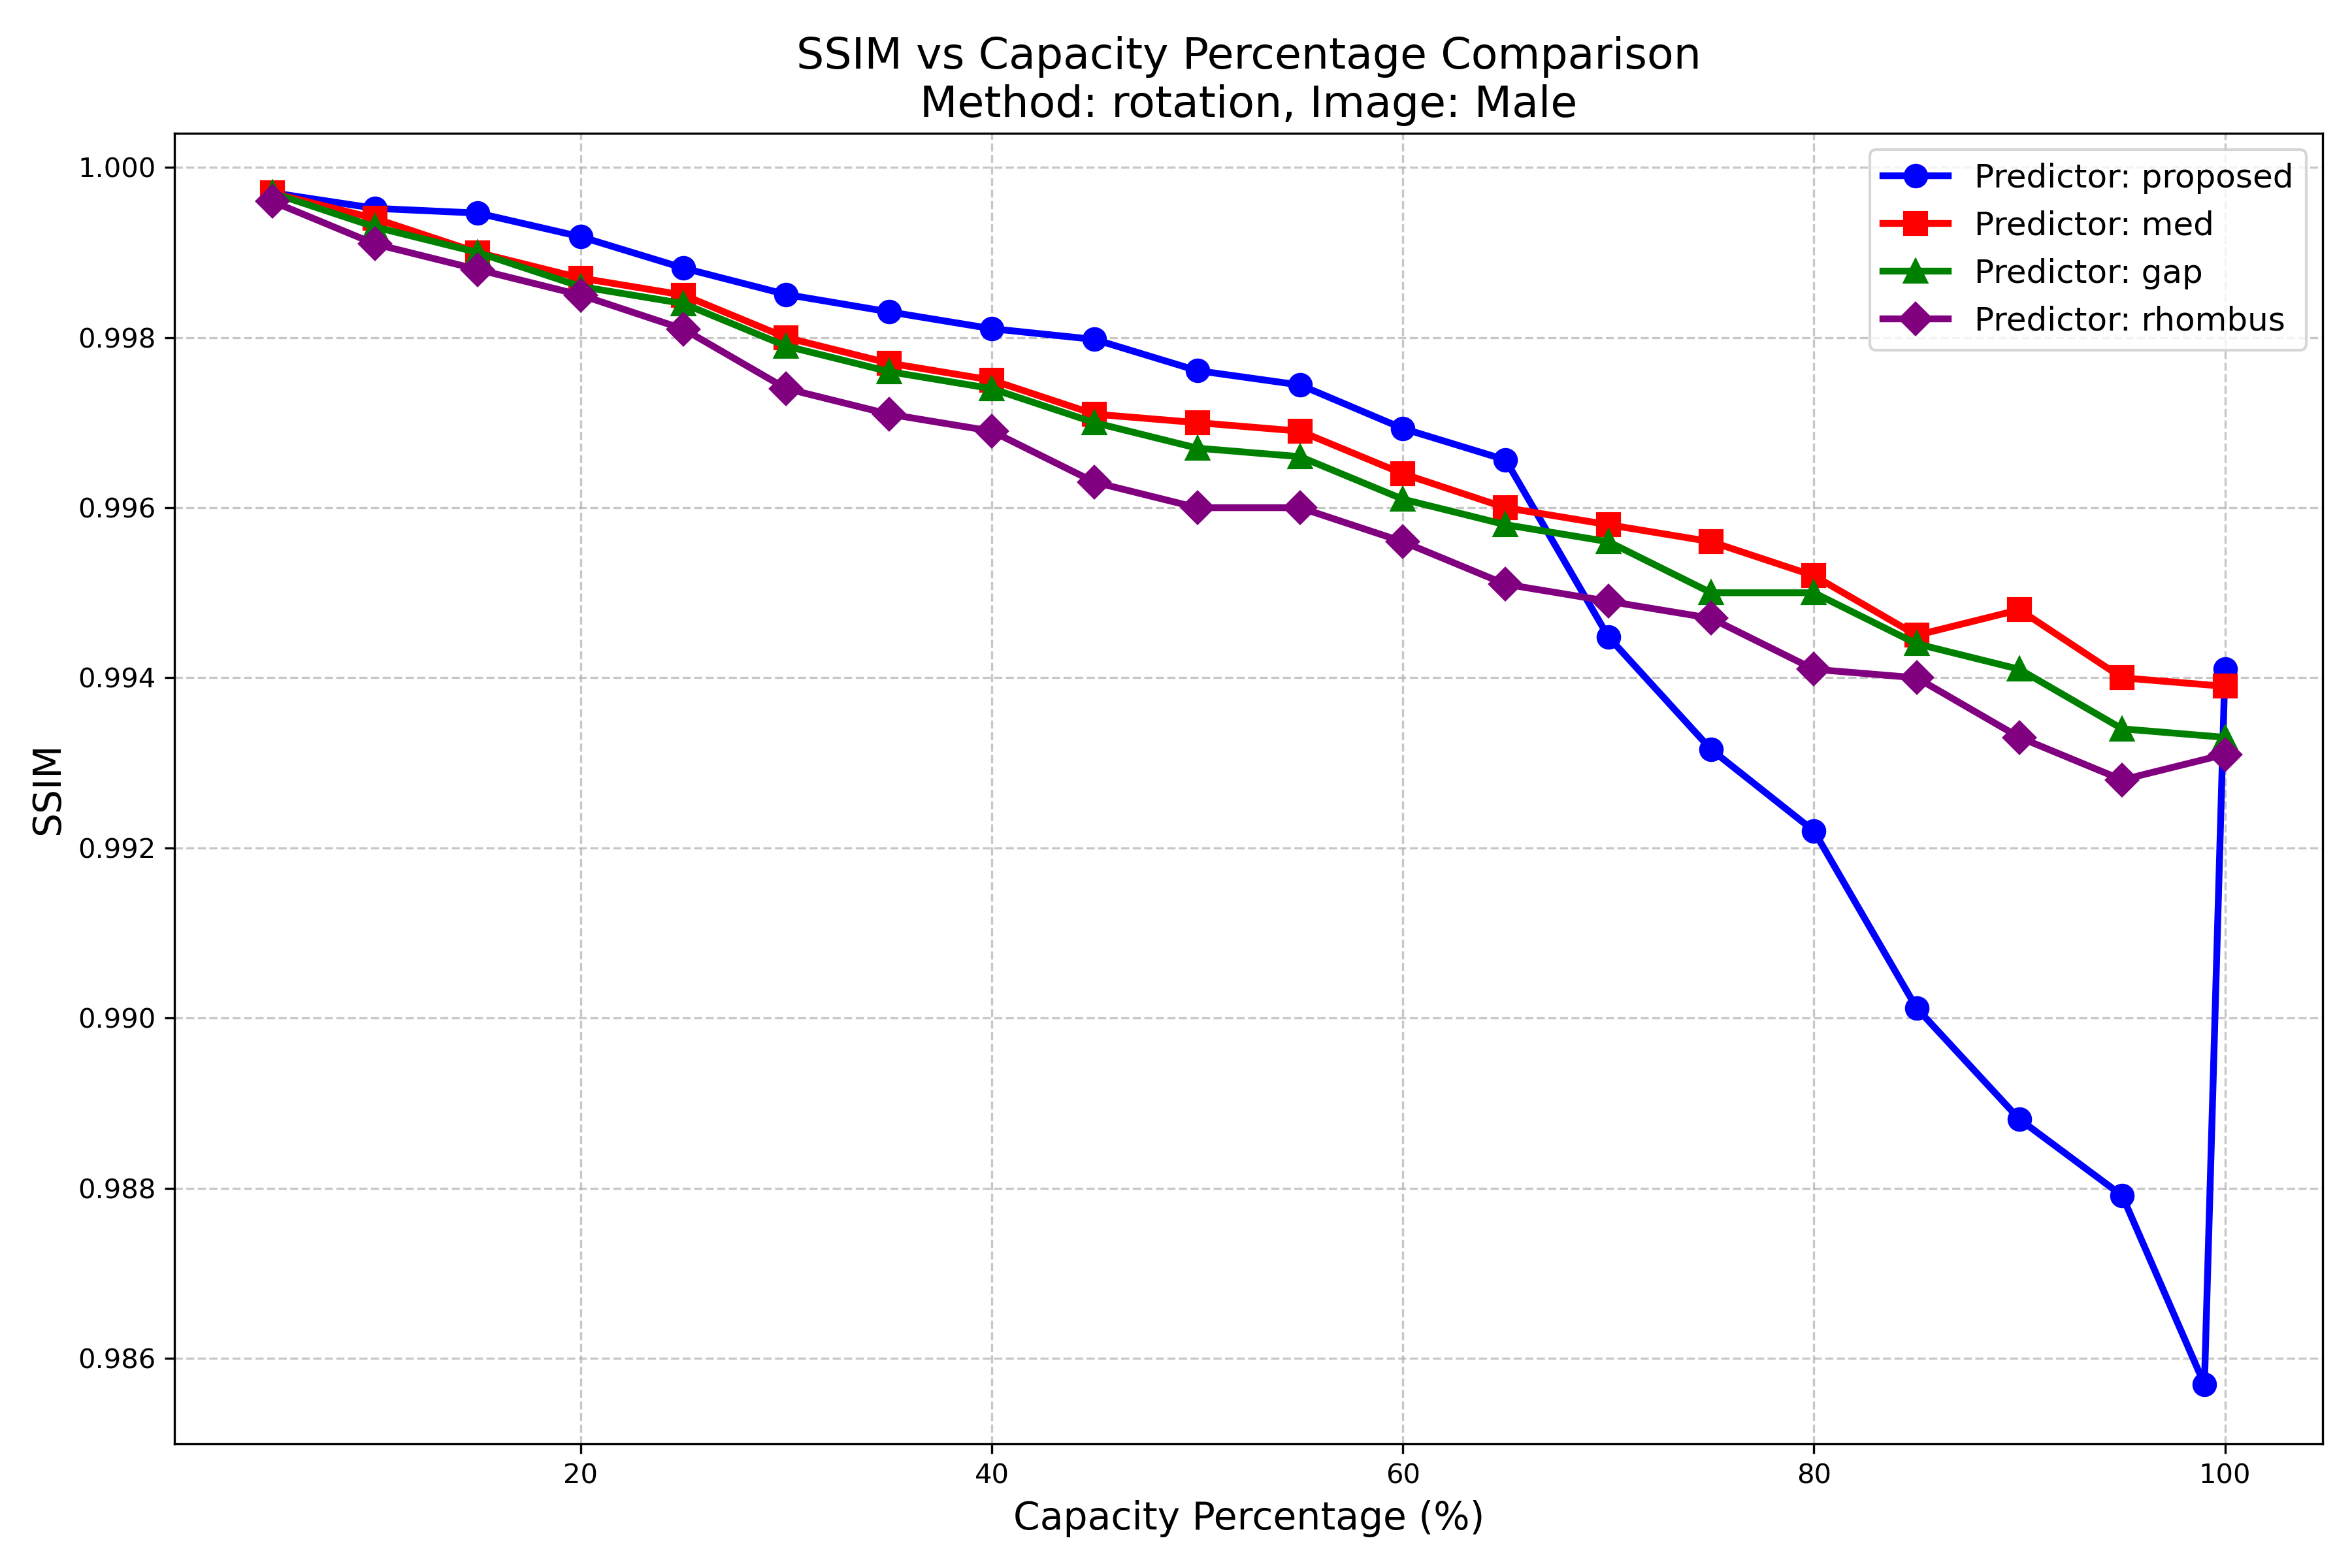 SSIM vs Capacity Percentage Comparison
Method: rotation, Image: Male
Predictor: proposed
Predictor: med
Predictor: gap
Predictor: rhombus
SSIM
1.000
0.998
0.996
0.994
0.992
0.990
0.988
0.986
20
40
60
80
100
Capacity Percentage (%)